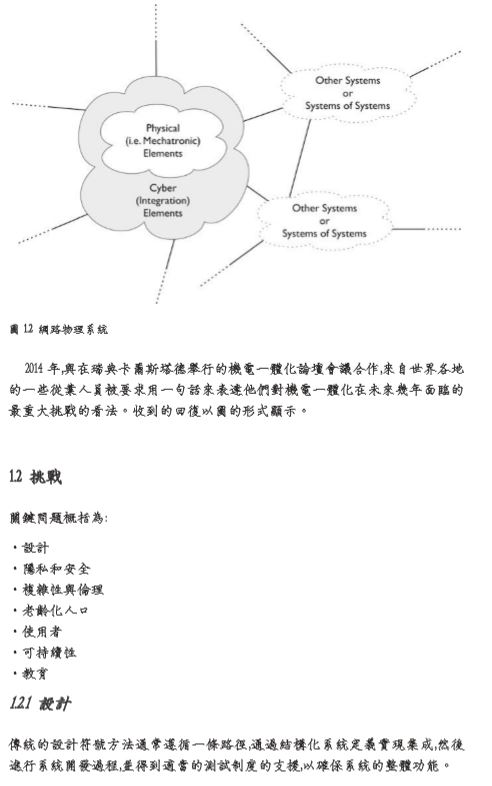 Other Systems
or
Systems of Systems
Physical
(i.e. Mechatronic)
Elements
Cyber
(Integration)
Elements
Other Systems
or
Systems of Systems
圖 1.2 網路物理系統
2014 年,與在瑞典卡爾斯塔德舉行的機電一體化論壇會議合作,來自世界各地
的一些從業人員被要求用一句話來表達他們對機電一體化在未來幾年面臨的
最重大挑戰的看法。收到的回復以圖的形式顯示。
1.2 挑戰
關鍵問題概括為:
・設計
・隱私和安全
・複雜性與倫理
・老齡化人口
・使用者
・可持續性
・教育
1.2.1 設計
傳統的設計符號方法通常遵循一條路徑,通過結構化系統定義實現集成,然後
進行系統開發過程,並得到適當的測試制度的支援,以確保系統的整體功能。